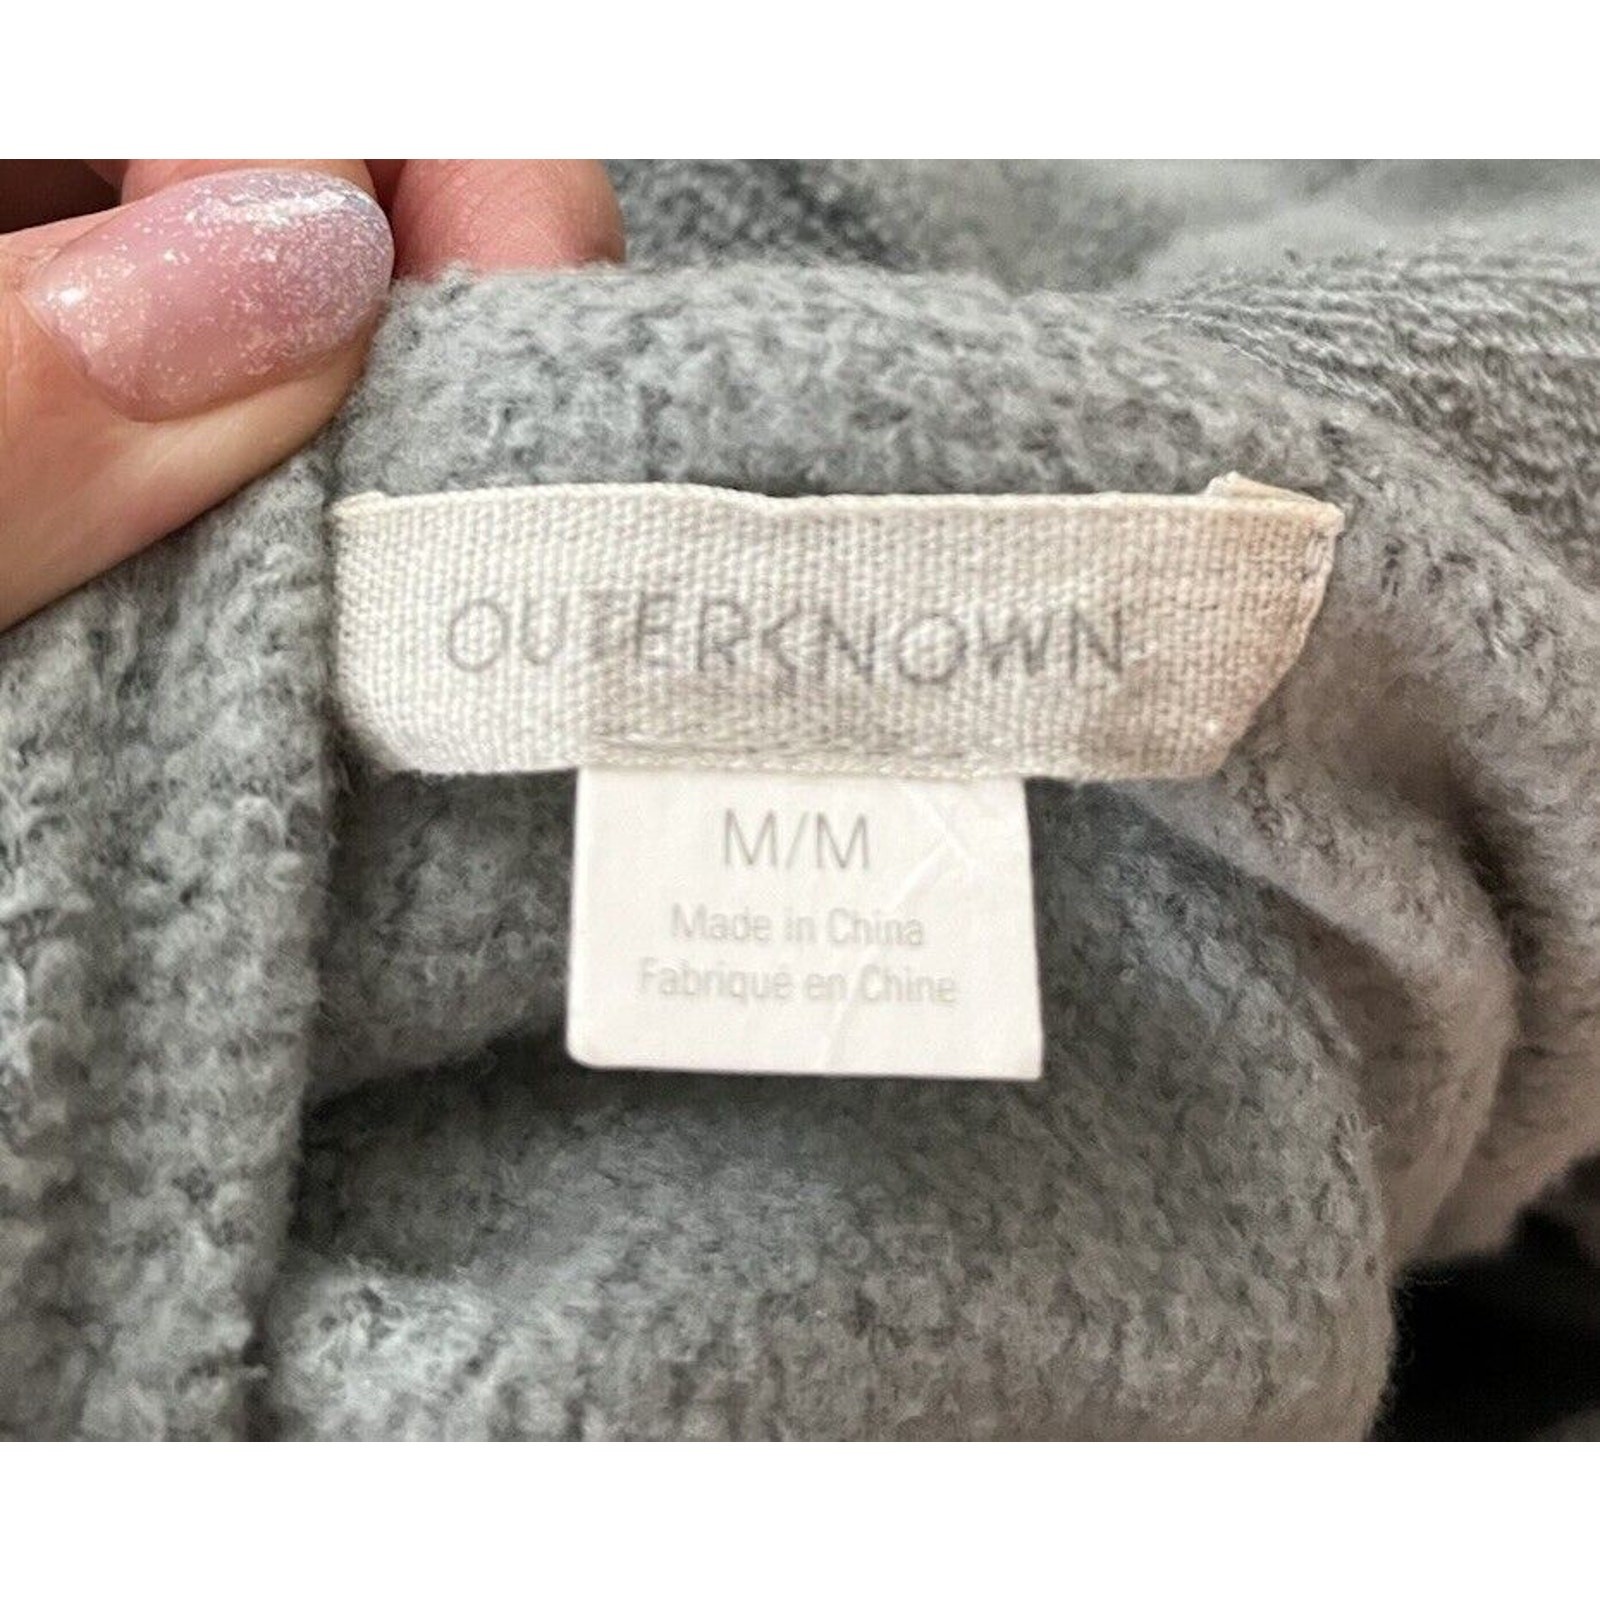 OUTERKNOWN
M/M
Made in China
Fabriqué en Chine